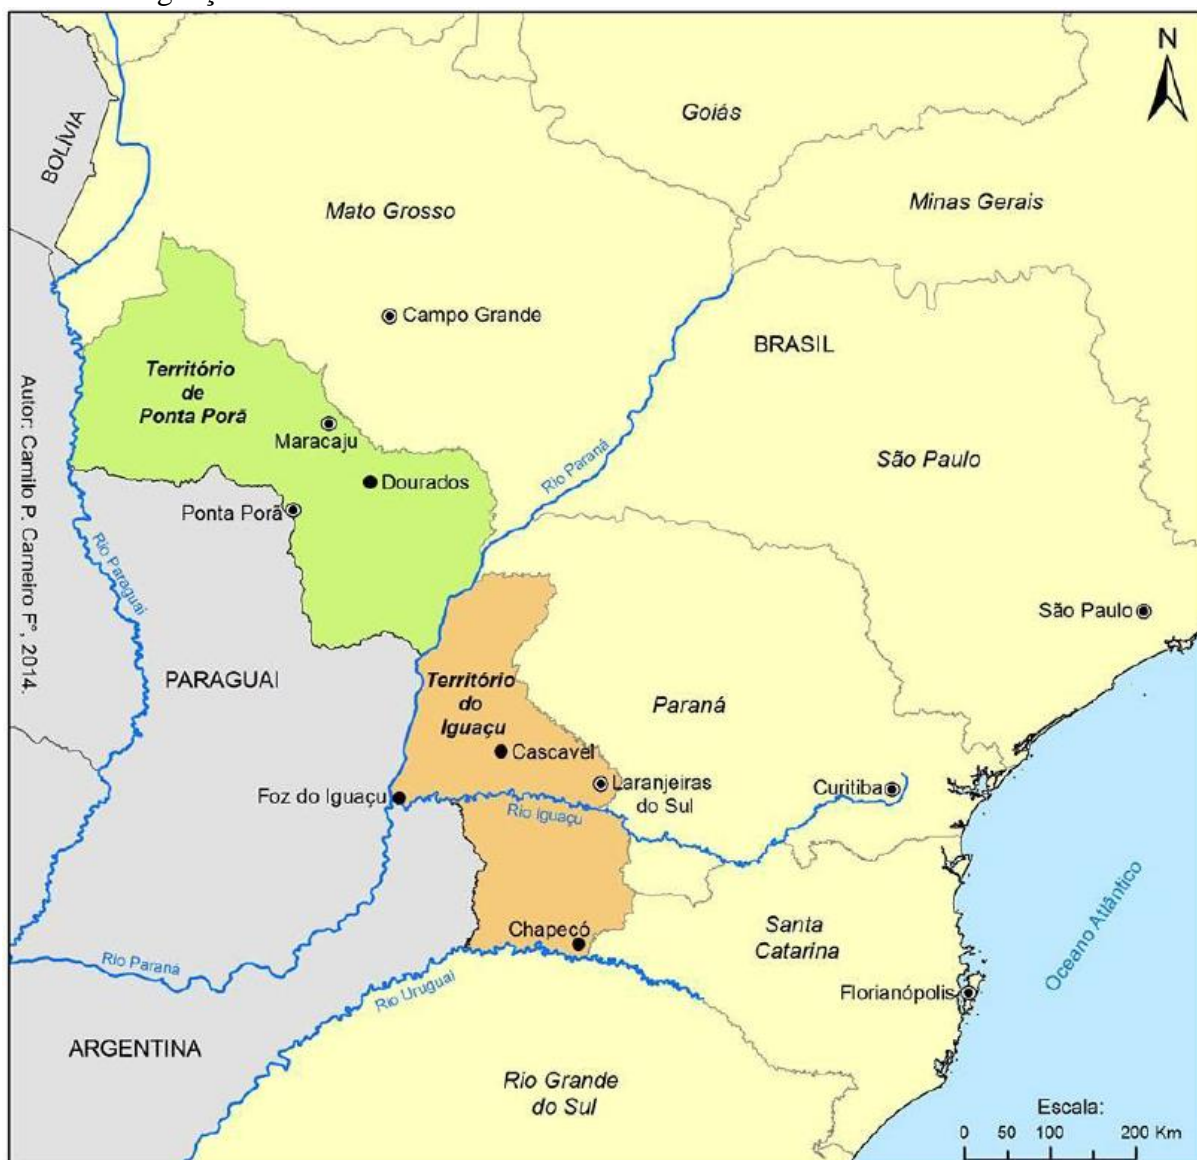 N
Goiás
BOLÍVIA
Mato Grosso
Minas Gerais
Campo Grande
BRASIL
Território
de
Ponta Porã
Autor: Camilo P. Carneiro Fº, 2014.
Maracaju
Rio Paraná
São Paulo
Dourados
Ponta Porã
Rio Paraguai
São Paulo
PARAGUAI
Território
do
Iguaçu
Paraná
Cascavel
Foz do Iguaçu
Laranjeiras
do Sul
Curitiba
Rio Iguaçu
Oceano Atlântico
Chapecó
Santa
Catarina
Rio Paraná
Rio Uruguai
Florianópolis
ARGENTINA
Rio Grande
do Sul
Escala:
0 50 100 200 Km